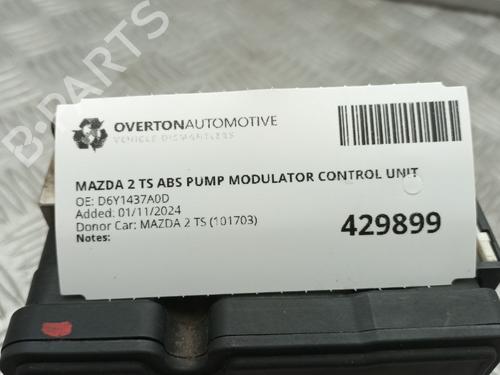 B-PARTS
OVERTONAUTOMOTIVE
VEHICLE DISMANTLERS
MAZDA 2 TS ABS PUMP MODULATOR CONTROL UNIT
OE: D6Y1437A0D
Added: 01/11/2024
Donor Car: MAZDA 2 TS (101703)
Notes:
429899